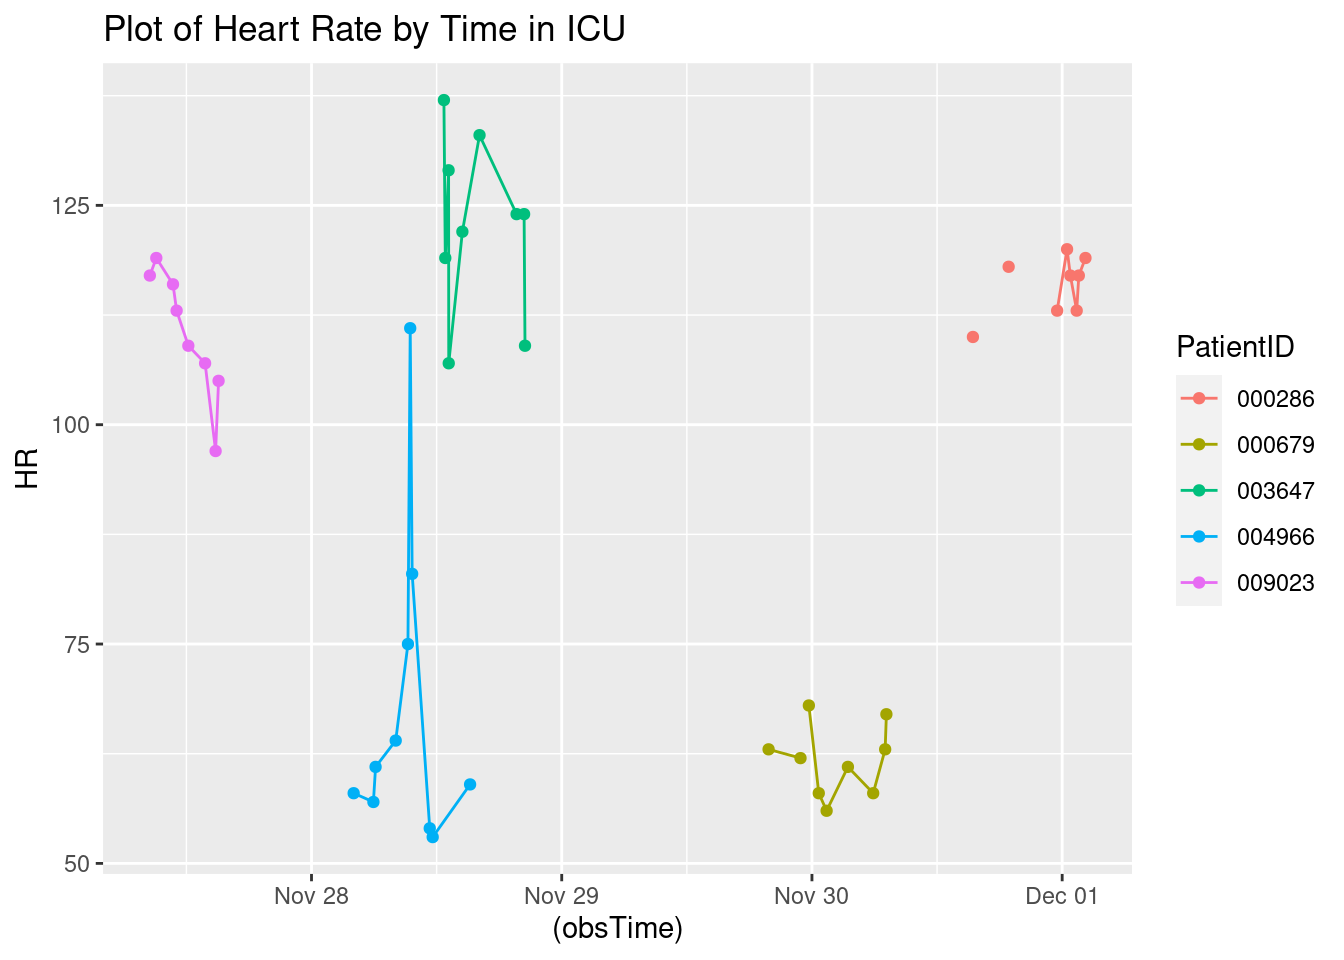 Plot of Heart Rate by Time in ICU
HR
125
100
75
50
Nov 28
Nov 29
Nov 30
Dec 01
(obsTime)
PatientID
000286
000679
003647
004966
009023